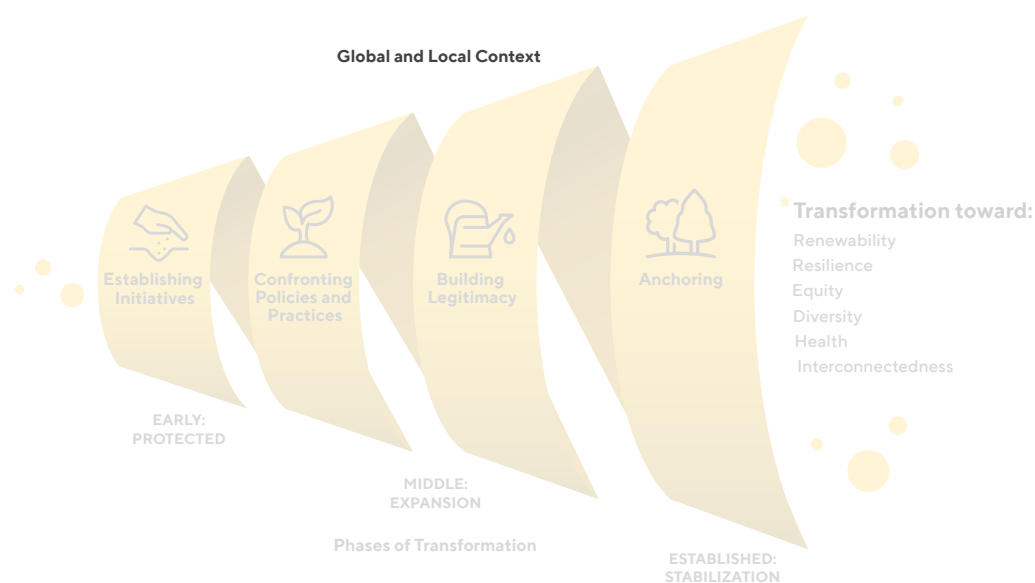 Global and Local Context
Establishing
Initiatives
Confronting
Policies and
Practices
Building
Legitimacy
Anchoring
*Transformation toward:
Renewability
Resilience
Equity
Diversity
Health
Interconnectedness
EARLY:
PROTECTED
MIDDLE:
EXPANSION
Phases of Transformation
ESTABLISHED:
STABILIZATION